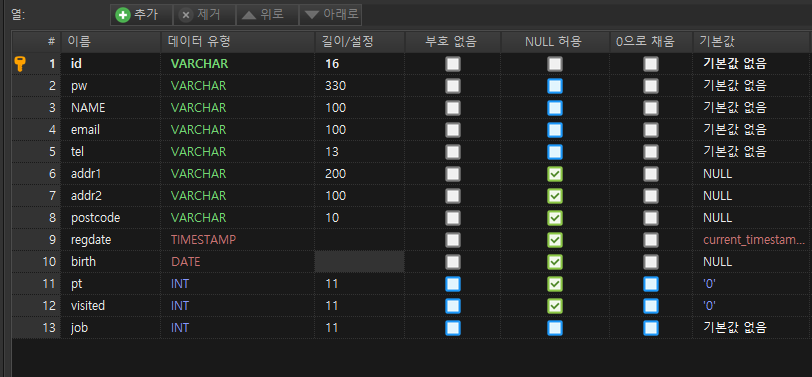 열: 추가 제거 위로 아래로
# 이름 데이터 유형 길이/설정 부호 없음 NULL 허용 0으로 채움 기본값
1 id VARCHAR 16 기본값 없음
2 pw VARCHAR 330 기본값 없음
3 NAME VARCHAR 100 기본값 없음
4 email VARCHAR 100 기본값 없음
5 tel VARCHAR 13 기본값 없음
6 addr1 VARCHAR 200 NULL
7 addr2 VARCHAR 100 NULL
8 postcode VARCHAR 10 NULL
9 regdate TIMESTAMP current_timestam...
10 birth DATE NULL
11 pt INT 11 '0'
12 visited INT 11 '0'
13 job INT 11 기본값 없음